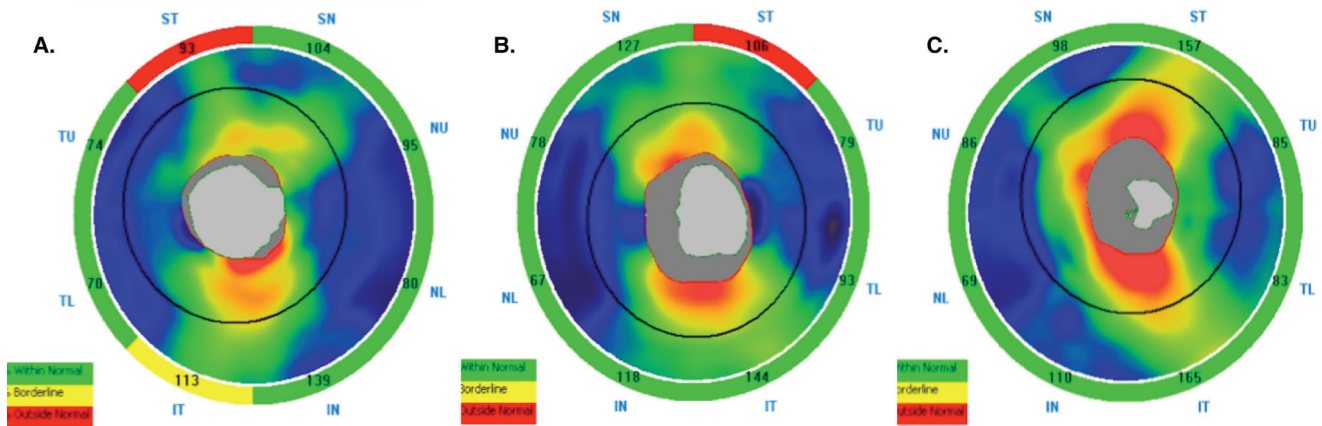 A.
ST
SN
93
104
TU
74
NU
95
TL
70
NL
80
IT
113
IN
139
Within Normal
Borderline
Outside Normal
B.
SN
ST
127
106
NU
78
TU
79
NL
67
TL
93
IN
118
IT
144
Within Normal
Borderline
Outside Normal
C.
SN
ST
98
157
NU
86
TU
85
NL
69
TL
83
IN
110
IT
165
Within Normal
Borderline
Outside Normal